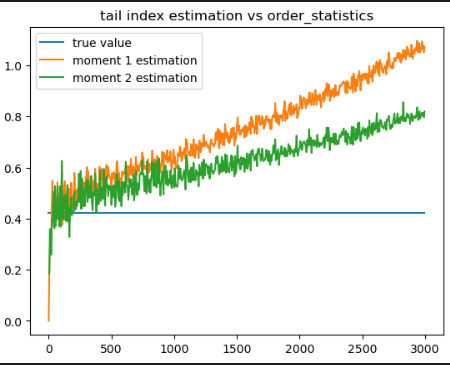 tail index estimation vs order_statistics
true value
moment 1 estimation
moment 2 estimation
1.0
0.8
0.6
0.4
0.2
0.0
0 500 1000 1500 2000 2500 3000